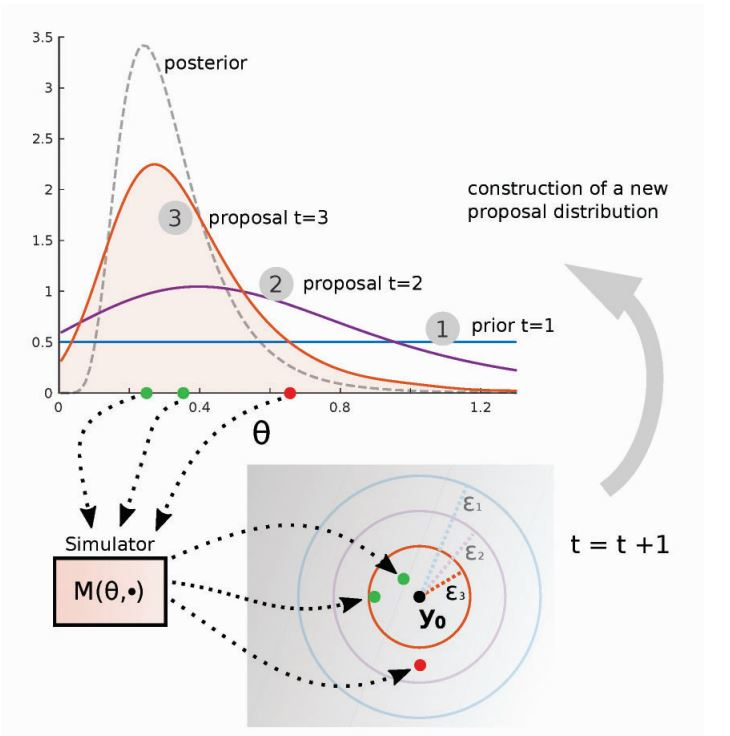 3.5
posterior
3
2.5
construction of a new
proposal distribution
2
3 proposal t=3
1.5
2 proposal t=2
1
1 prior t=1
0.5
0
0 0.4 0.8 1.2
θ
ε₁
t = t +1
Simulator
ε₂
M(θ,•)
ε₃
y₀